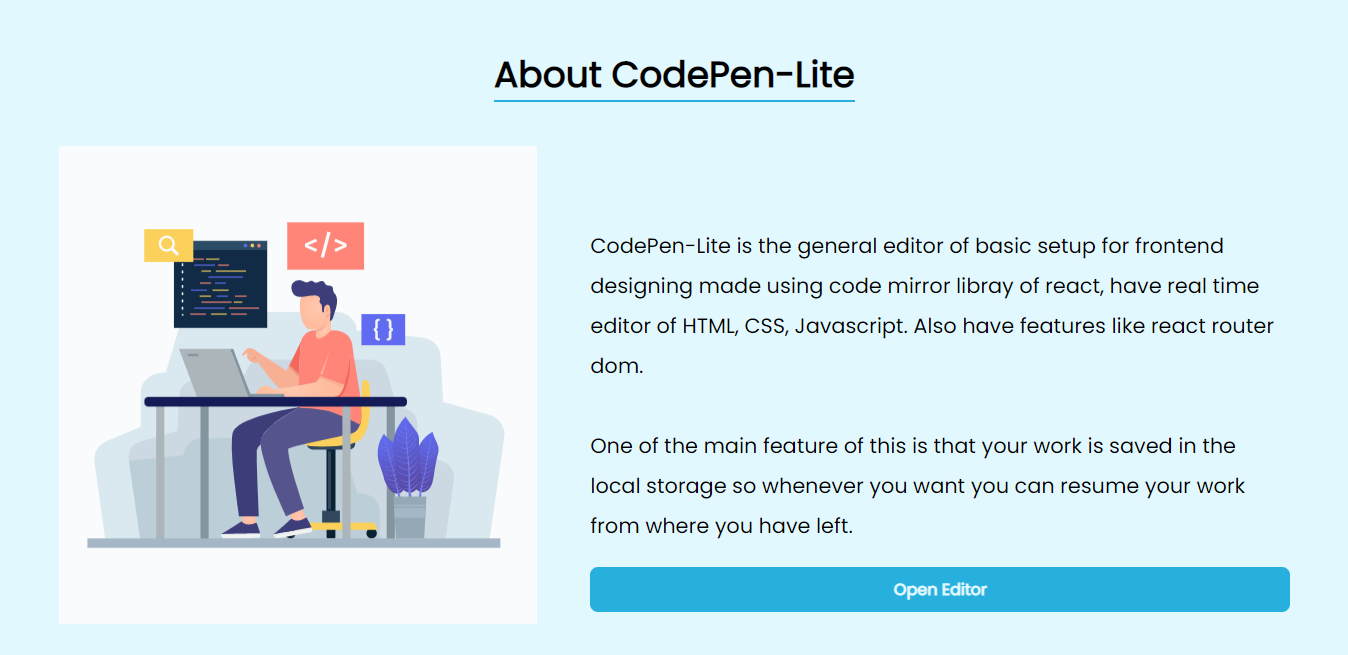 About CodePen-Lite
</>
{ }
CodePen-Lite is the general editor of basic setup for frontend
designing made using code mirror libray of react, have real time
editor of HTML, CSS, Javascript. Also have features like react router
dom.
One of the main feature of this is that your work is saved in the
local storage so whenever you want you can resume your work
from where you have left.
Open Editor